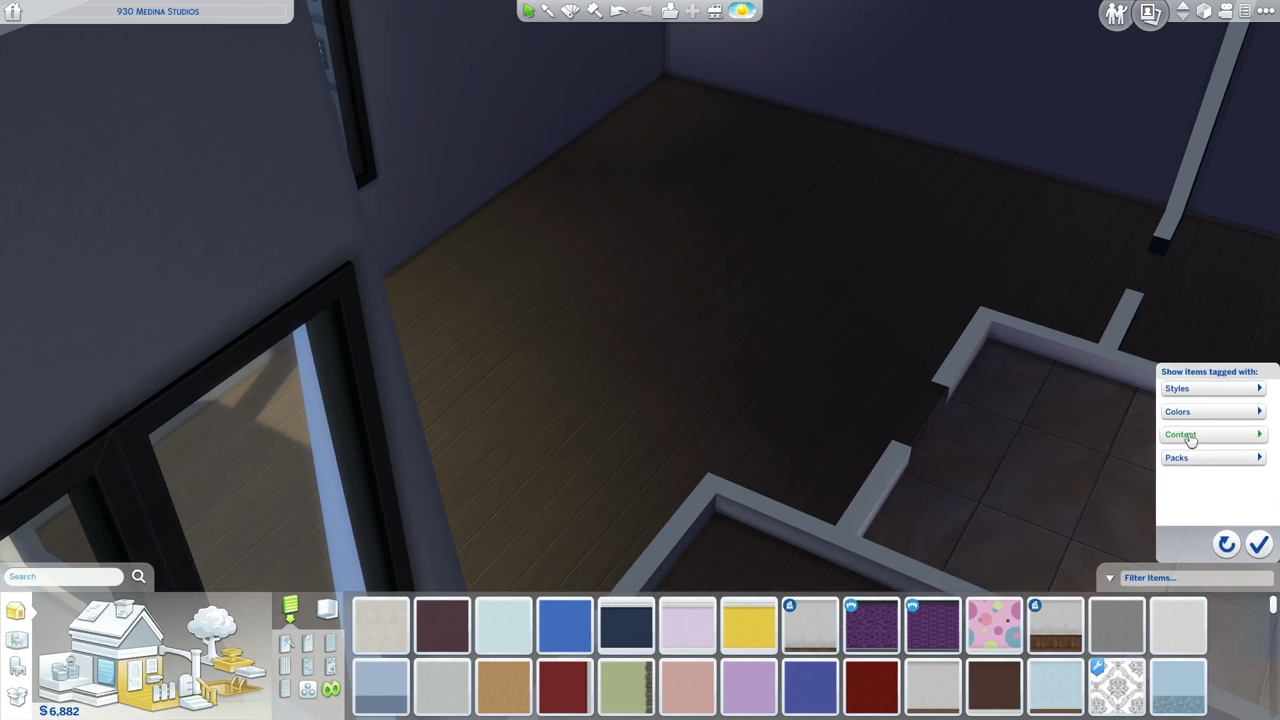 930 Medina Studios
Show items tagged with:
Styles
Colors
Content
Packs
Filter Items...
Search
§6,882